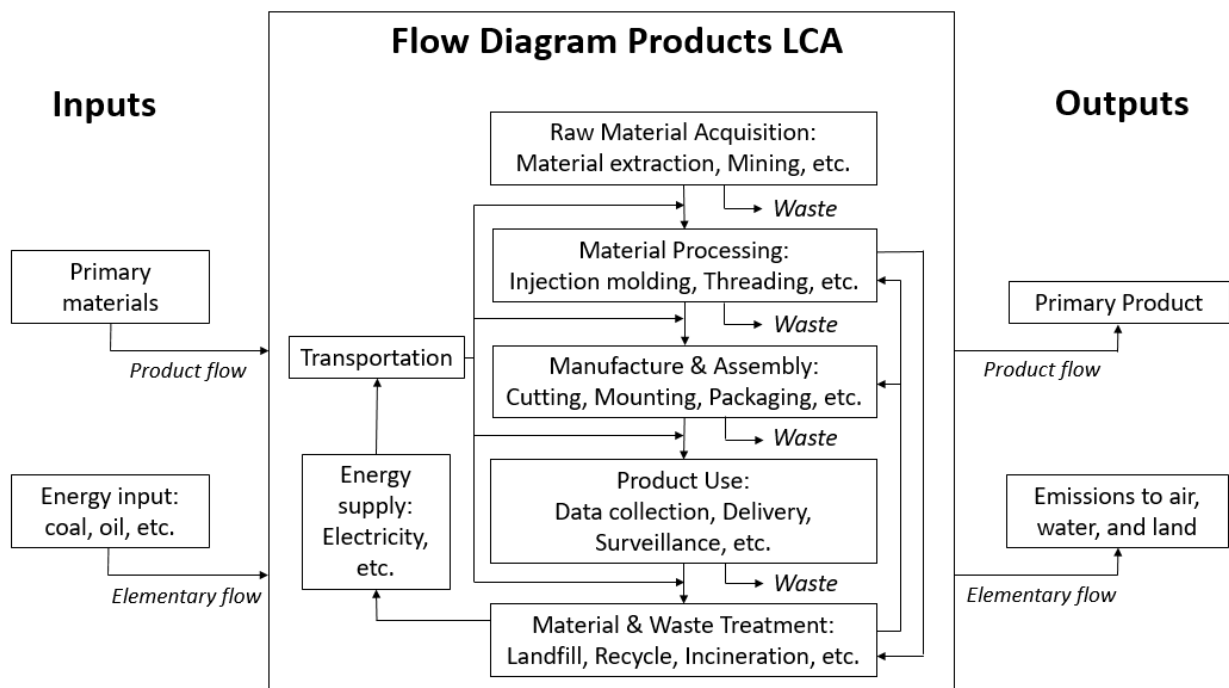 Flow Diagram Products LCA
Inputs
Outputs
Raw Material Acquisition:
Material extraction, Mining, etc.
Waste
Primary
materials
Product flow
Material Processing:
Injection molding, Threading, etc.
Waste
Primary Product
Product flow
Transportation
Manufacture & Assembly:
Cutting, Mounting, Packaging, etc.
Waste
Energy input:
coal, oil, etc.
Elementary flow
Energy
supply:
Electricity,
etc.
Product Use:
Data collection, Delivery,
Surveillance, etc.
Waste
Emissions to air,
water, and land
Elementary flow
Material & Waste Treatment:
Landfill, Recycle, Incineration, etc.